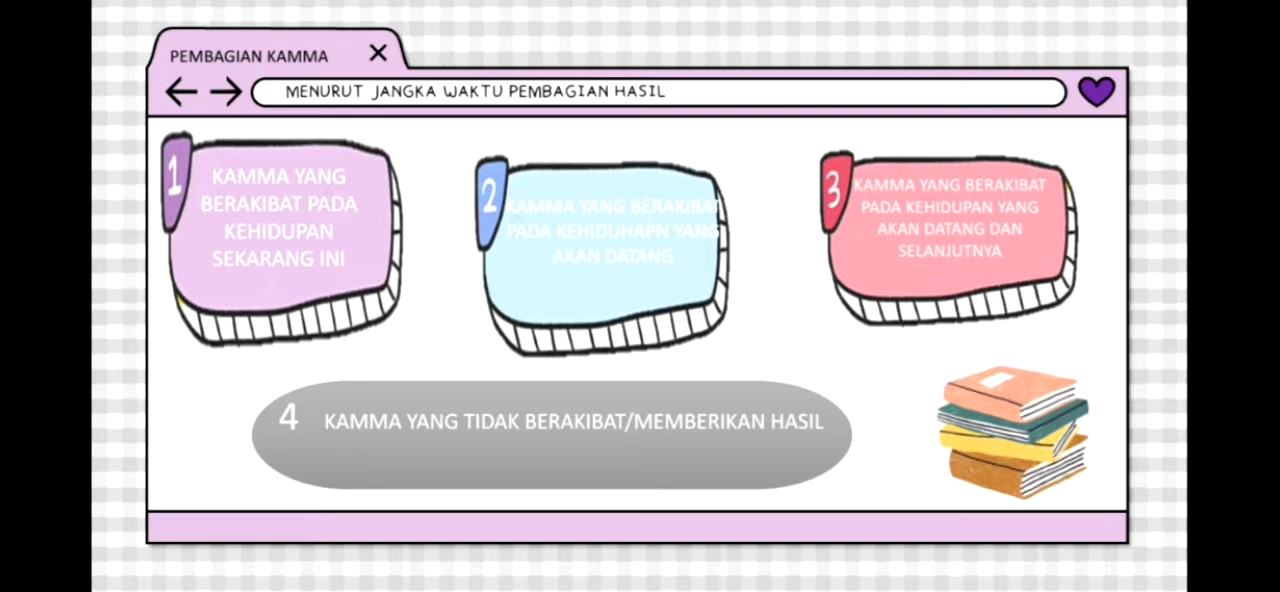 PEMBAGIAN KAMMA
MENURUT JANGKA WAKTU PEMBAGIAN HASIL
1
KAMMA YANG
BERAKIBAT PADA
KEHIDUPAN
SEKARANG INI
2
KAMMA YANG BERAKIBAT
PADA KEHIDUHAPN YANG
AKAN DATANG
3
KAMMA YANG BERAKIBAT
PADA KEHIDUPAN YANG
AKAN DATANG DAN
SELANJUTNYA
4 KAMMA YANG TIDAK BERAKIBAT/MEMBERIKAN HASIL